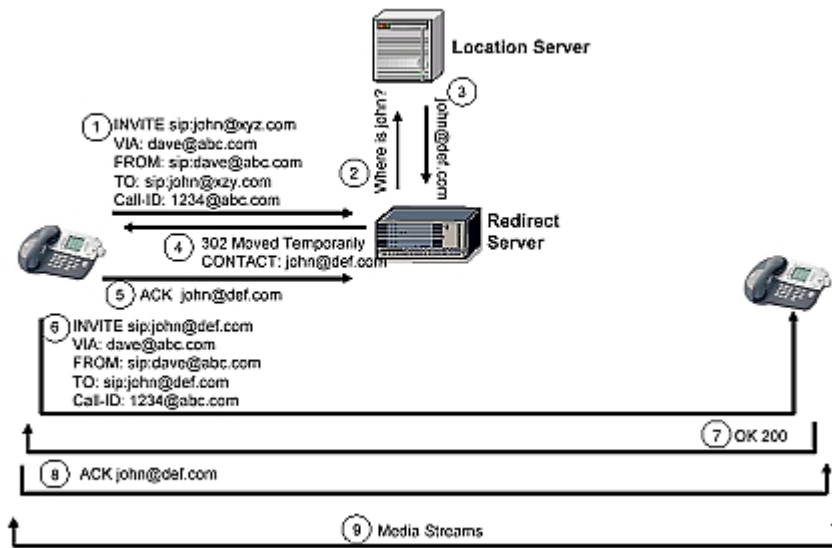 Location Server
1
INVITE sip:john@xyz.com
VIA: dave@abc.com
FROM: sip:dave@abc.com
TO: sip:john@xzy.com
Call-ID: 1234@abc.com
2
Where is john?
3
john@def.com
Redirect
Server
4
302 Moved Temporarily
CONTACT: john@def.com
5
ACK john@def.com
6
INVITE sip:john@def.com
VIA: dave@abc.com
FROM: sip:dave@abc.com
TO: sip:john@def.com
Call-ID: 1234@abc.com
7
OK 200
8
ACK john@def.com
9
Media Streams